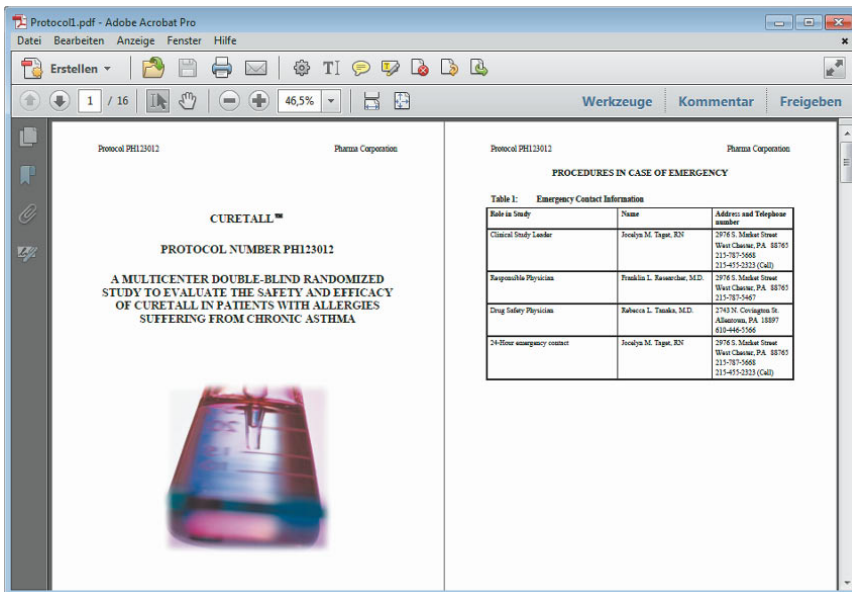 Protocol1.pdf - Adobe Acrobat Pro
Datei Bearbeiten Anzeige Fenster Hilfe
Erstellen
1 / 16 46,5% Werkzeuge Kommentar Freigeben
Protocol PH123012 Pharma Corporation
CURETALL™
PROTOCOL NUMBER PH123012
A MULTICENTER DOUBLE-BLIND RANDOMIZED
STUDY TO EVALUATE THE SAFETY AND EFFICACY
OF CURETALL IN PATIENTS WITH ALLERGIES
SUFFERING FROM CHRONIC ASTHMA
Protocol PH123012 Pharma Corporation
PROCEDURES IN CASE OF EMERGENCY
Table 1: Emergency Contact Information
Role in Study Name Address and Telephone
number
Clinical Study Leader Jocelyn M. Taget, RN 2976 S. Market Street
West Chester, PA 88765
215-787-5668
215-455-2323 (Cell)
Responsible Physician Franklin L. Researcher, M.D. 2976 S. Market Street
West Chester, PA 88765
215-787-5467
Drug Safety Physician Rebecca L. Tanaka, M.D. 2743 N. Covington St.
Allentown, PA 18897
610-446-5566
24-Hour emergency contact Jocelyn M. Taget, RN 2976 S. Market Street
West Chester, PA 88765
215-787-5668
215-455-2323 (Cell)